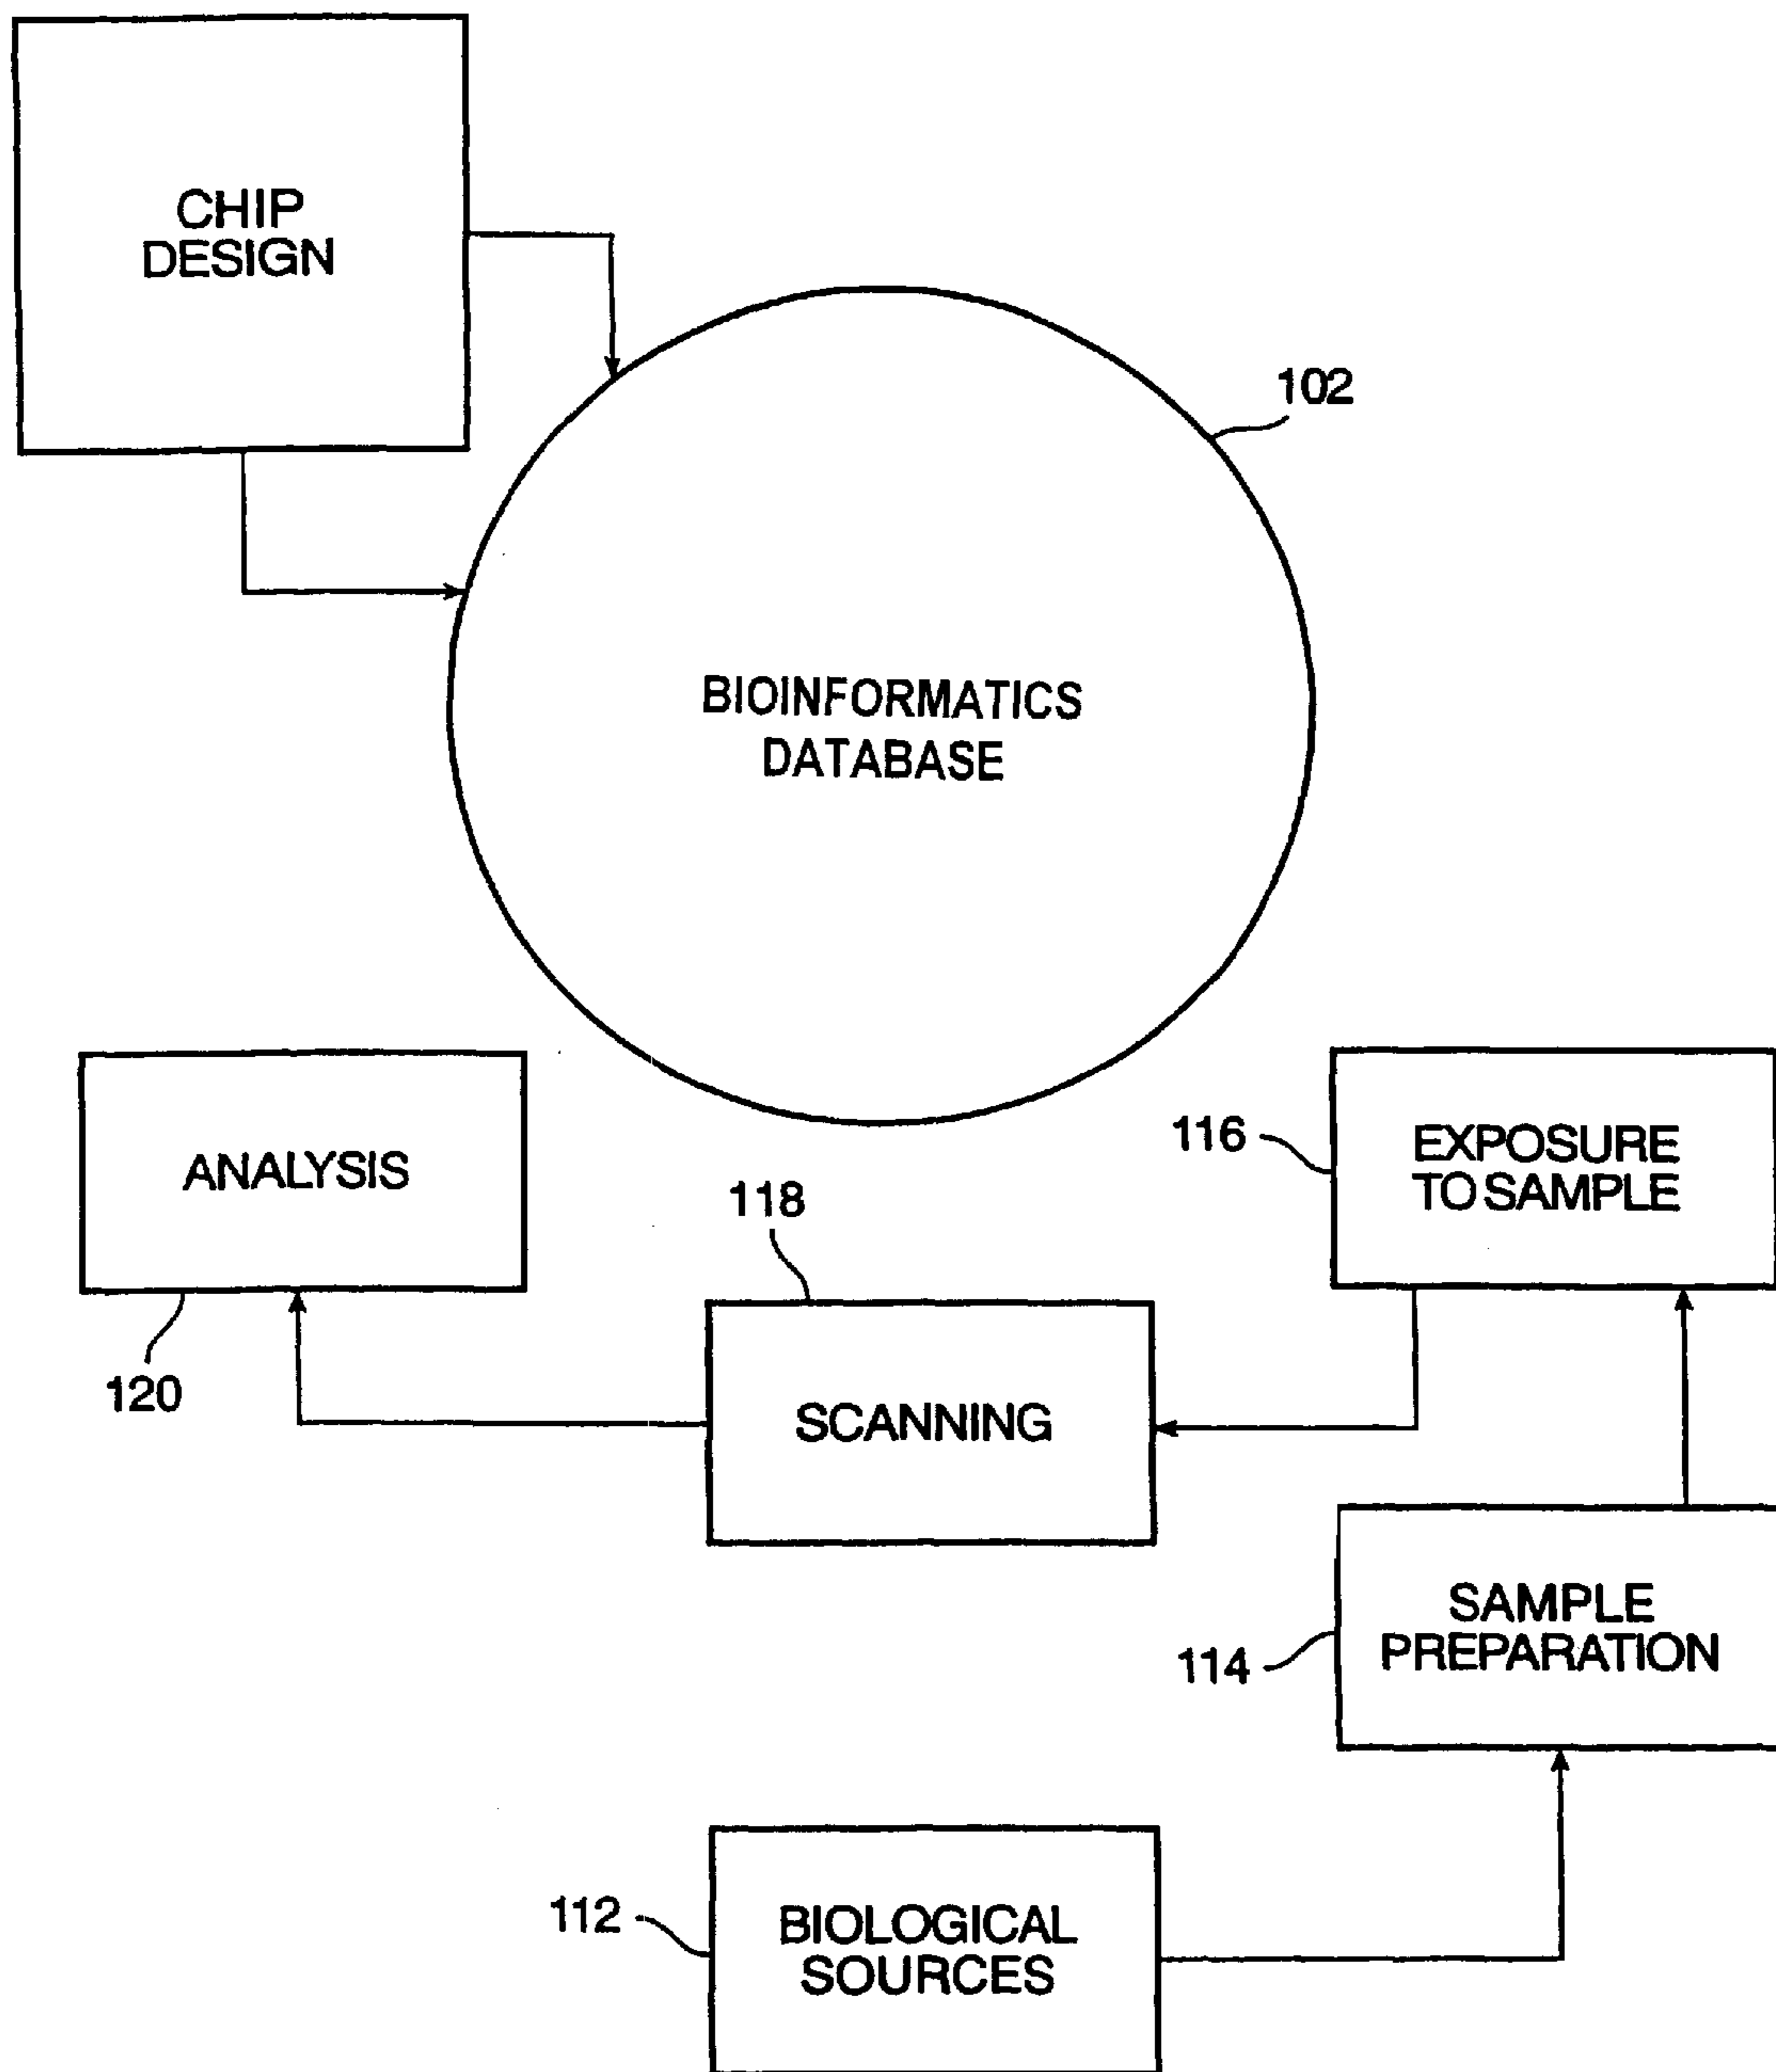 CHIP
DESIGN
102
BIOINFORMATICS
DATABASE
ANALYSIS
120
118
SCANNING
116
EXPOSURE
TO SAMPLE
114
SAMPLE
PREPARATION
112
BIOLOGICAL
SOURCES